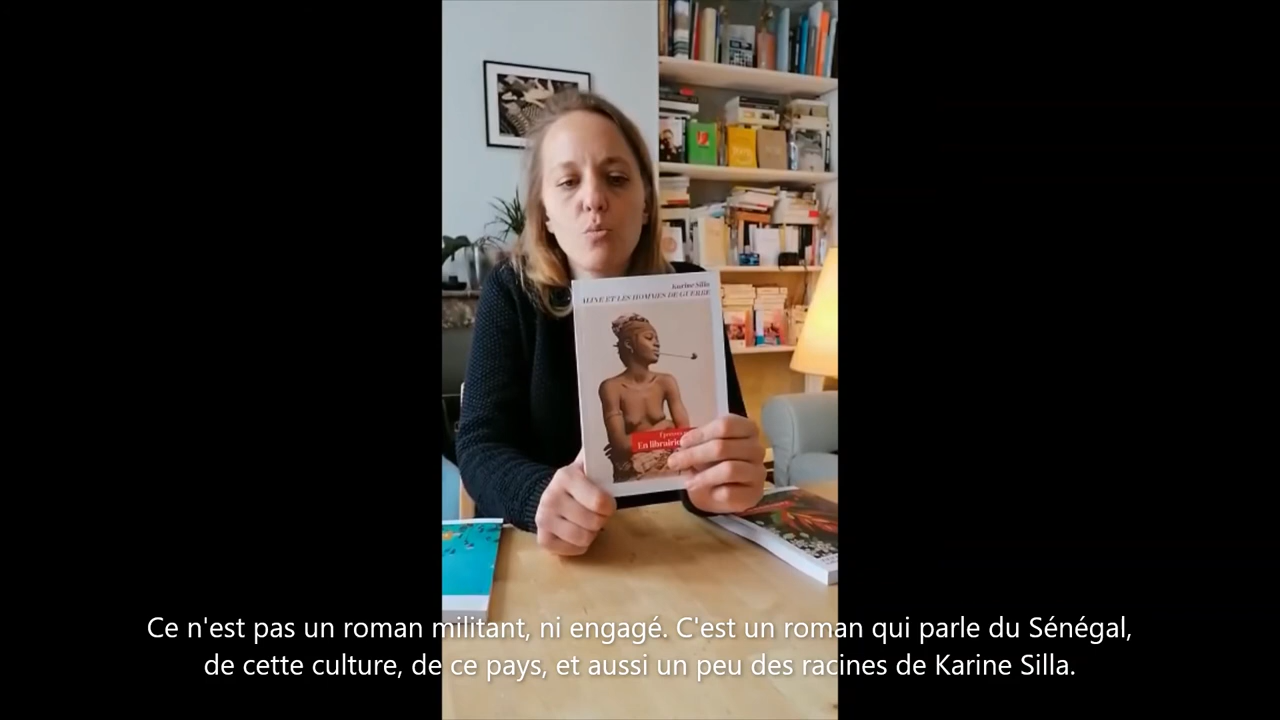 Karine Silla
ALINE ET LES HOMMES DE GUERRE
En librairie
Ce n'est pas un roman militant, ni engagé. C'est un roman qui parle du Sénégal,
de cette culture, de ce pays, et aussi un peu des racines de Karine Silla.